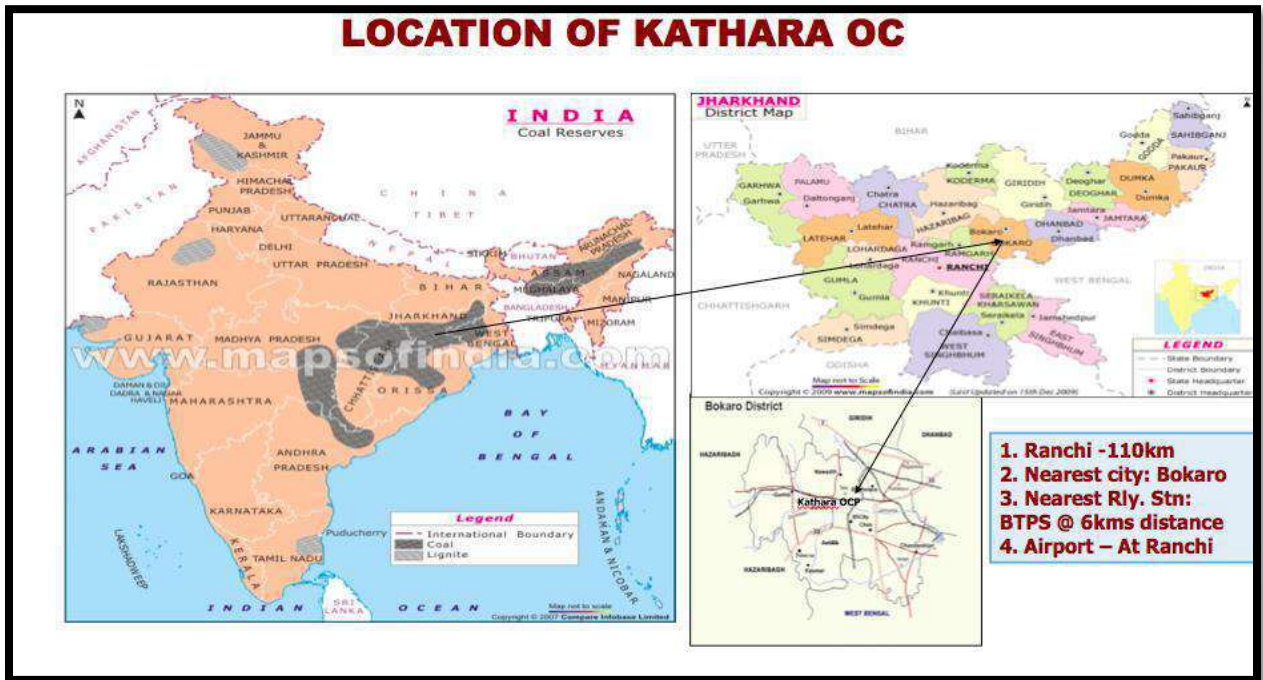 LOCATION OF KATHARA OC
N
INDIA
Coal Reserves
AFGHANISTAN
PAKISTAN
JAMMU
&
KASHMIR
HIMACHAL
PRADESH
PUNJAB
UTTARANCHAL
HARYANA
DELHI
CHINA
TIBET
NEPAL
SIKKIM
BHUTAN
ARUNACHAL
PRADESH
UTTAR PRADESH
RAJASTHAN
BIHAR
ASSAM
NAGALAND
MEGHALAYA
MANIPUR
BANGLADESH
TRIPURA
MIZORAM
JHARKHAND
WEST
BENGAL
GUJARAT
MADHYA PRADESH
www.mapsofindia.com
MYANMAR
CHHATTISGARH
ORISSA
DAMAN & DIU
DADRA & NAGAR
HAVELI
MAHARASHTRA
BAY
OF
BENGAL
ARABIAN
SEA
ANDHRA
PRADESH
GOA
KARNATAKA
Puducherry
TAMIL NADU
KERALA
LAKSHADWEEP
ANDAMAN & NICOBAR
Legend
International Boundary
Coal
Lignite
INDIAN OCEAN
SRI
LANKA
Map not to scale
Copyright © 2007 Compare Infobase Limited
JHARKHAND
District Map
N
BIHAR
UTTER
PRADESH
Sahibganj
SAHIBGANJ
Godda
GODDA
Pakaur
PAKAUR
Koderma
KODERMA
GIRIDIH
Giridih
Deoghar
DEOGHAR
DUMKA
Dumka
GARHWA
Garhwa
PALAMU
Daltonganj
Chatra
CHATRA
Hazaribag
HAZARIBAG
Jamtara
JAMTARA
LATEHAR
Latehar
Bokaro
BOKARO
DHANBAD
Dhanbad
LOHARDAGA
Lohardaga
Ramgarh
RAMGARH
RANCHI
RANCHI
WEST BENGAL
GUMLA
Gumla
Khunti
KHUNTI
SERAIKELA
KHARSAWAN
Seraikela
Jamshedpur
CHHATTISHGARH
Simdega
SIMDEGA
Chaibasa
WEST
SINGHBHUM
EAST
SINGHBHUM
ODISHA
INDIA
LEGEND
State Boundary
District Boundary
State Headquarter
District Headquarter
Map not to Scale
Copyright © 2009 www.mapsofindia.com
(Last Updated on 15th Dec 2009)
Bokaro District
GIRIDIH
DHANBAD
HAZARIBAGH
Kathara OCP
HAZARIBAGH
WEST BENGAL
1. Ranchi -110km
2. Nearest city: Bokaro
3. Nearest Rly. Stn:
BTPS @ 6kms distance
4. Airport – At Ranchi